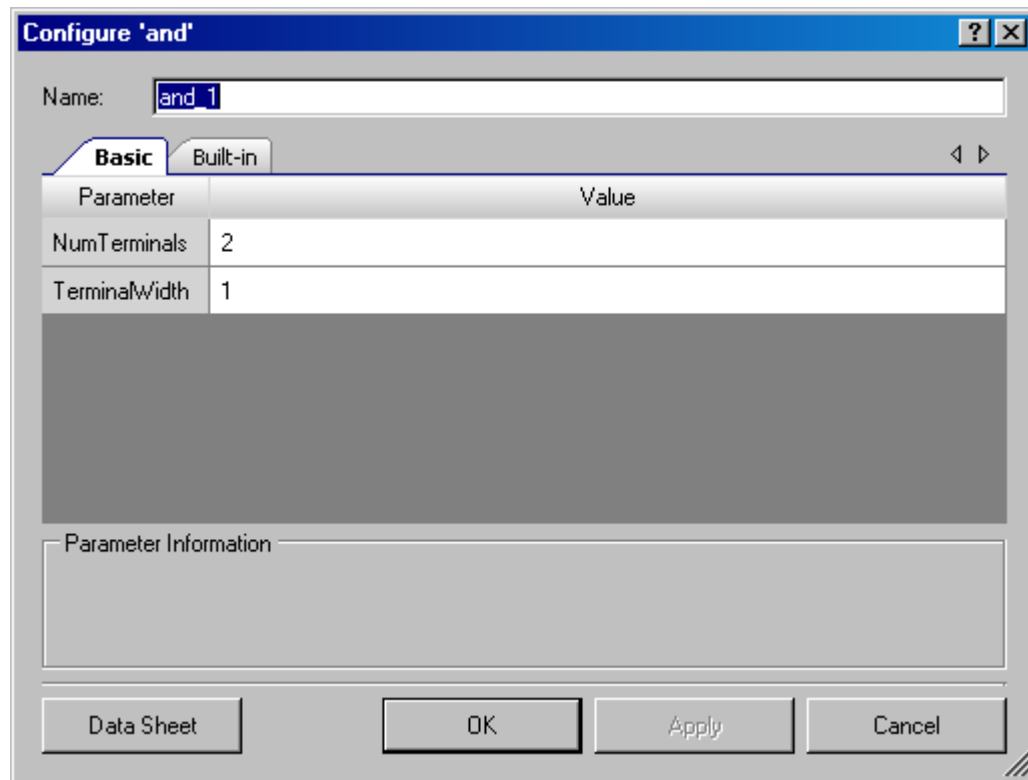 Configure 'and'
Name: and_1
Basic Built-in
Parameter Value
NumTerminals 2
TerminalWidth 1
Parameter Information
Data Sheet OK Apply Cancel